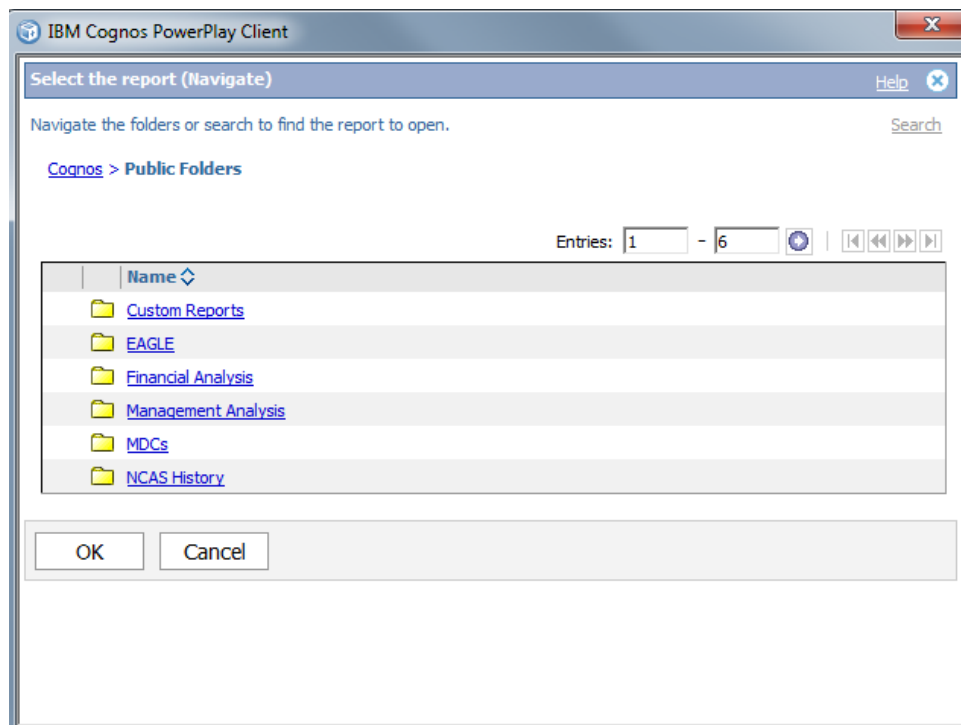 IBM Cognos PowerPlay Client
Select the report (Navigate) Help
Navigate the folders or search to find the report to open. Search
Cognos > Public Folders
Entries: 1 - 6
Name
Custom Reports
EAGLE
Financial Analysis
Management Analysis
MDCs
NCAS History
OK Cancel